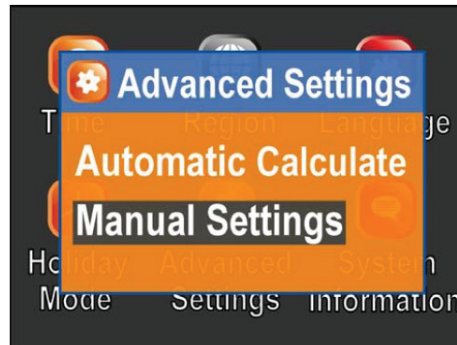 Advanced Settings
Time Region Language
Automatic Calculate
Manual Settings
Holiday Advanced System
Mode Settings Information